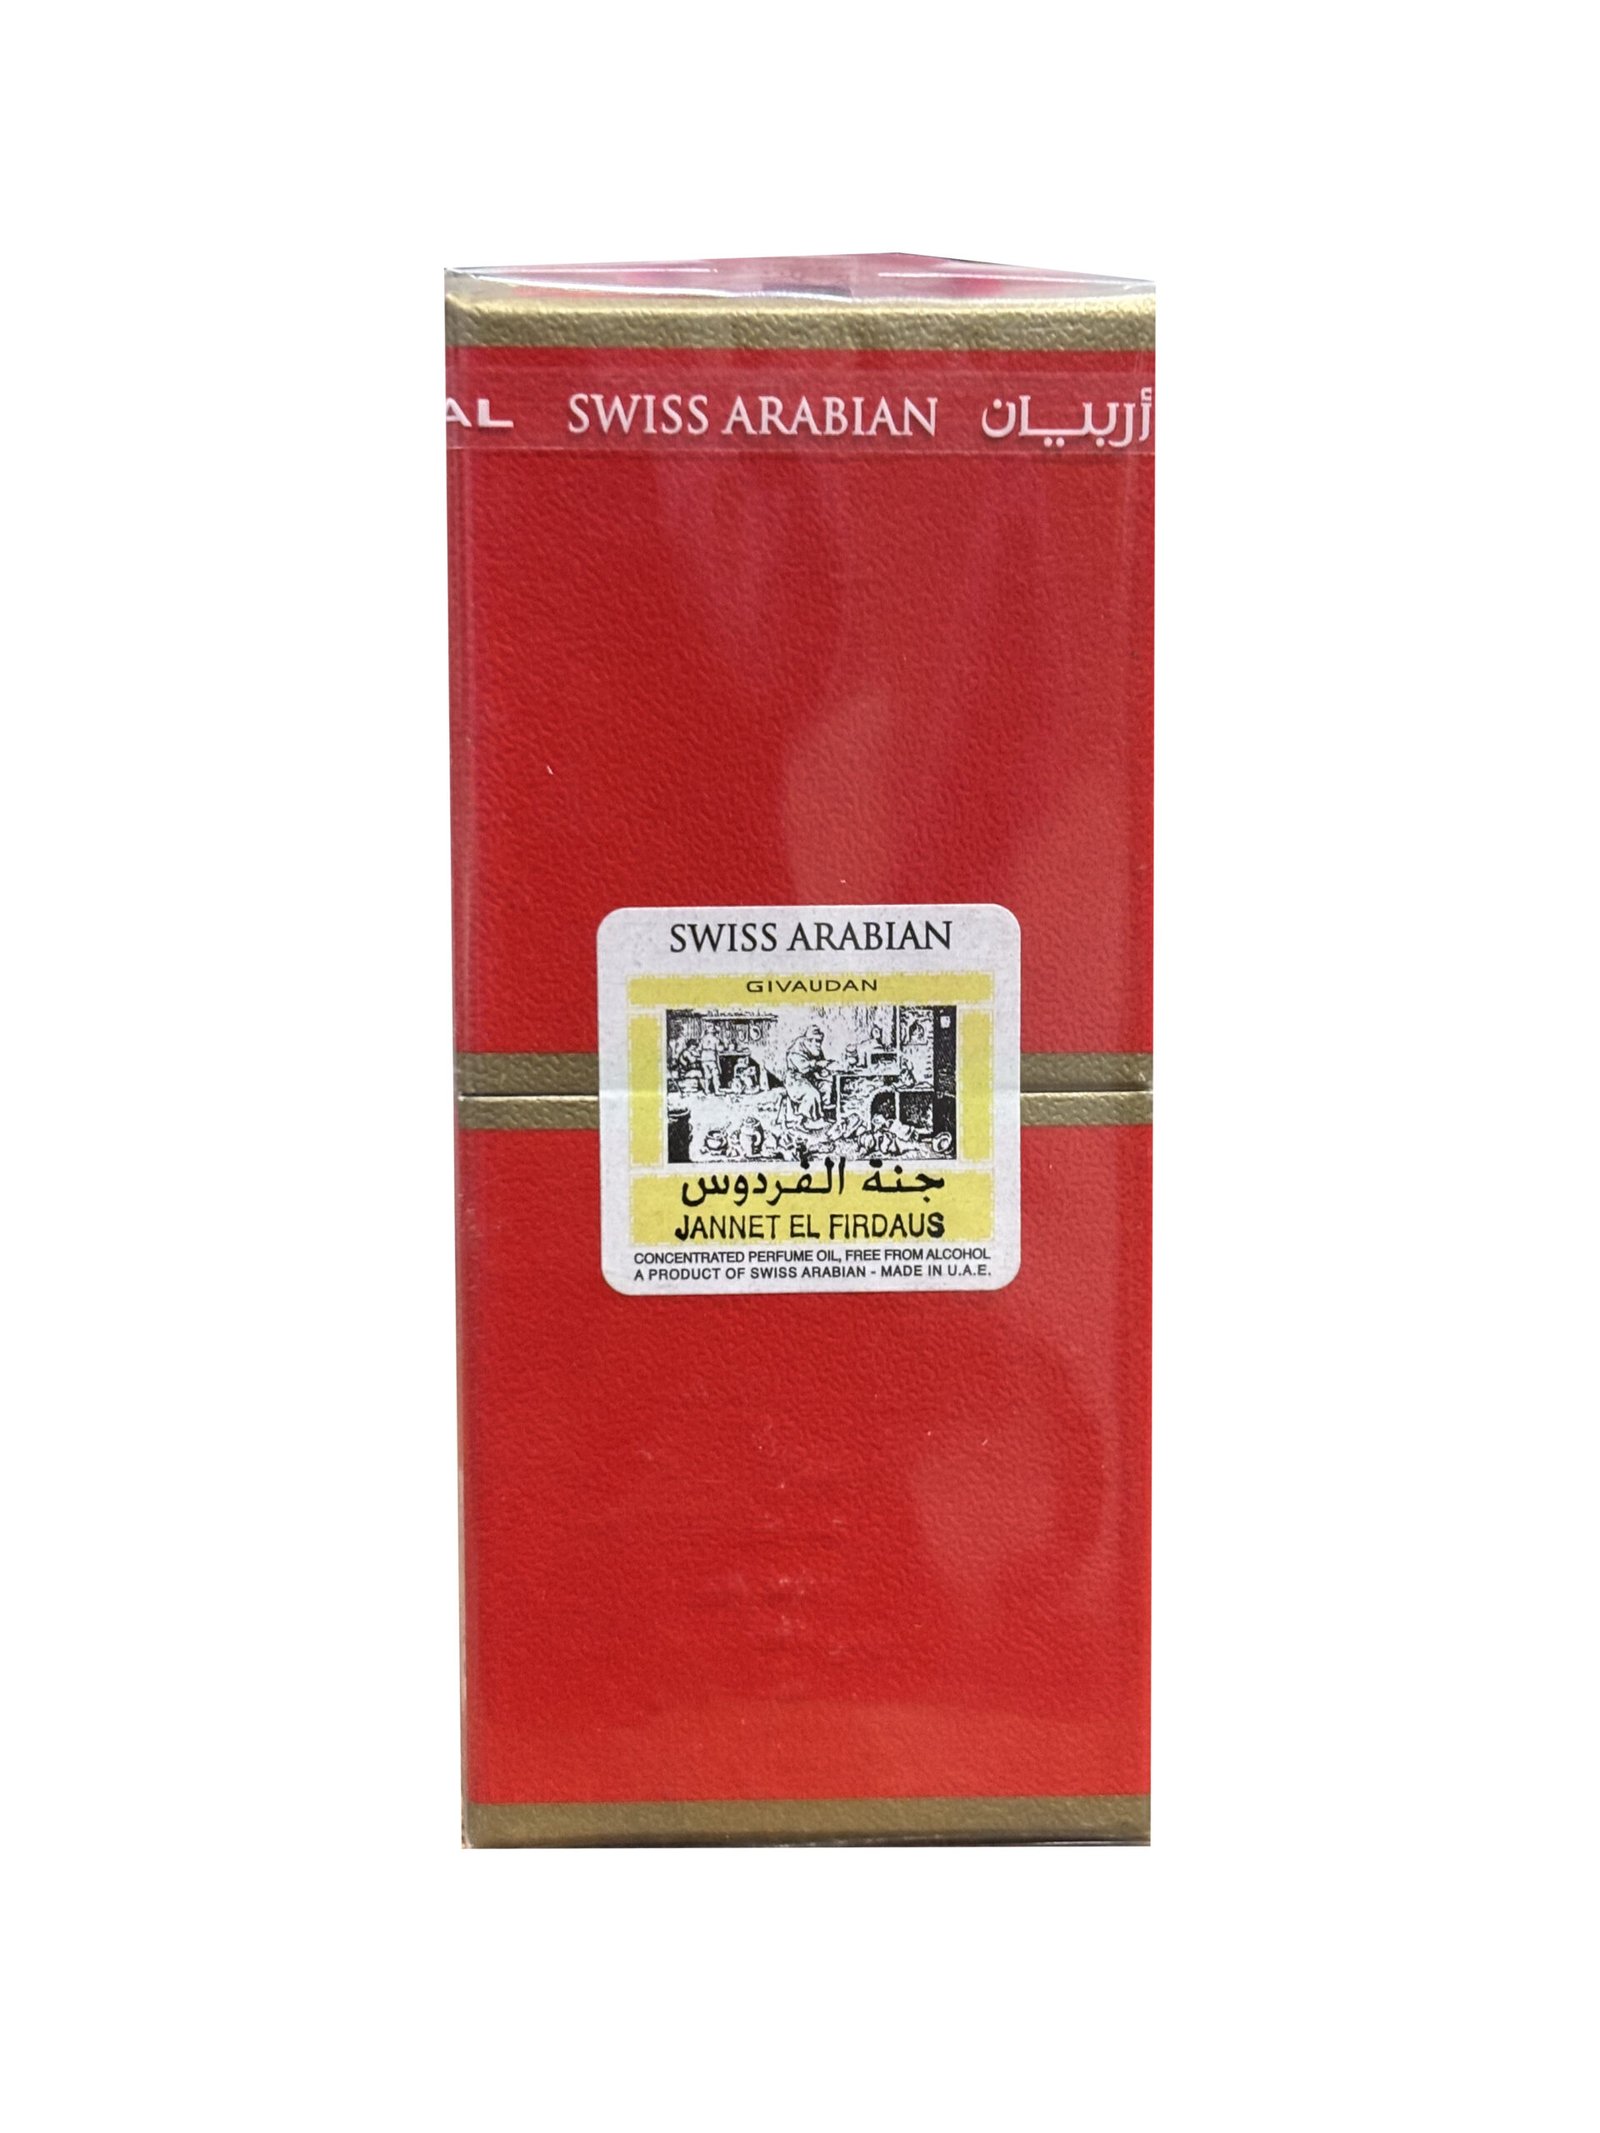 SWISS ARABIAN أربيان
SWISS ARABIAN
GIVAUDAN
جنة الفردوس
JANNET EL FIRDAUS
CONCENTRATED PERFUME OIL, FREE FROM ALCOHOL
A PRODUCT OF SWISS ARABIAN - MADE IN U.A.E.